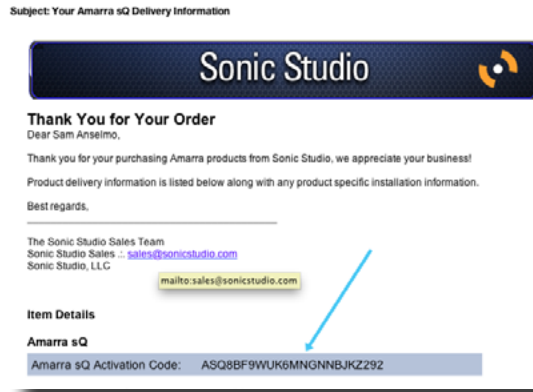 Subject: Your Amarra sQ Delivery Information
Sonic Studio
Thank You for Your Order
Dear Sam Anselmo,
Thank you for your purchasing Amarra products from Sonic Studio, we appreciate your business!
Product delivery information is listed below along with any product specific installation information.
Best regards,
The Sonic Studio Sales Team
Sonic Studio Sales .:. sales@sonicstudio.com
Sonic Studio, LLC
mailto:sales@sonicstudio.com
Item Details
Amarra sQ
Amarra sQ Activation Code: ASQ8BF9WUK6MNGNNBJKZ292